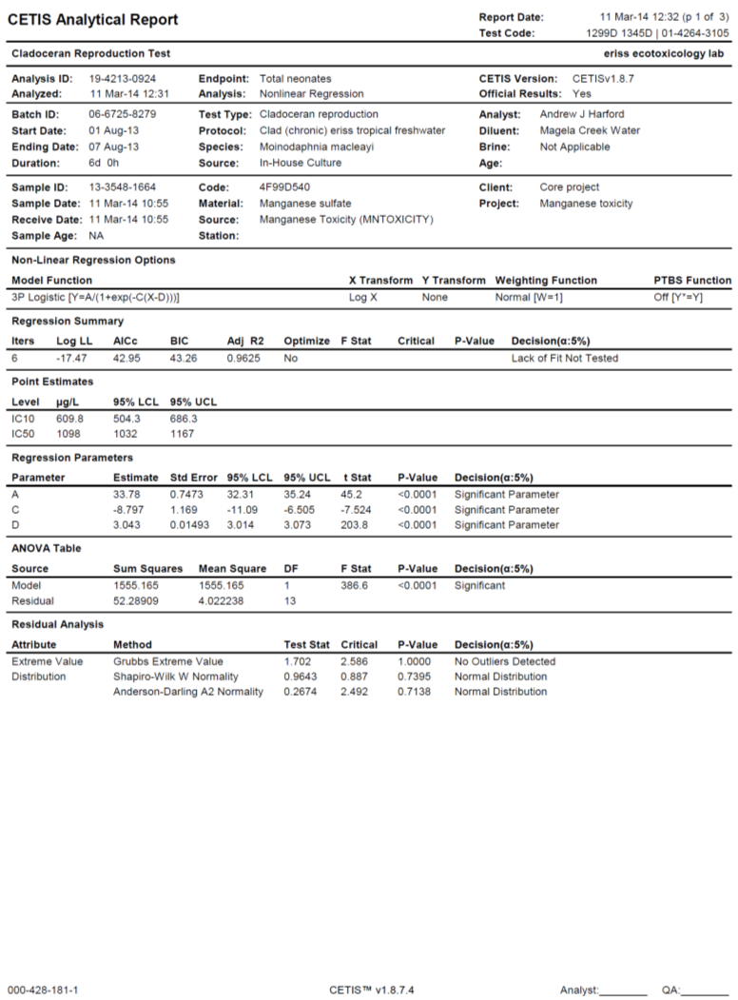 CETIS Analytical Report
Report Date: 11 Mar-14 12:32 (p 1 of 3)
Test Code: 1299D 1345D | 01-4264-3105
Cladoceran Reproduction Test eriss ecotoxicology lab
Analysis ID: 19-4213-0924 Endpoint: Total neonates CETIS Version: CETISv1.8.7
Analyzed: 11 Mar-14 12:31 Analysis: Nonlinear Regression Official Results: Yes
Batch ID: 06-6725-8279 Test Type: Cladoceran reproduction Analyst: Andrew J Harford
Start Date: 01 Aug-13 Protocol: Clad (chronic) eriss tropical freshwater Diluent: Magela Creek Water
Ending Date: 07 Aug-13 Species: Moinodaphnia macleayi Brine: Not Applicable
Duration: 6d 0h Source: In-House Culture Age:
Sample ID: 13-3548-1664 Code: 4F99D540 Client: Core project
Sample Date: 11 Mar-14 10:55 Material: Manganese sulfate Project: Manganese toxicity
Receive Date: 11 Mar-14 10:55 Source: Manganese Toxicity (MNTOXICITY)
Sample Age: NA Station:
Non-Linear Regression Options
Model Function X Transform Y Transform Weighting Function PTBS Function
3P Logistic [Y=A/(1+exp(-C(X-D)))] Log X None Normal [W=1] Off [Y*=Y]
Regression Summary
Iters Log LL AICc BIC Adj R2 Optimize F Stat Critical P-Value Decision(α:5%)
6 -17.47 42.95 43.26 0.9625 No Lack of Fit Not Tested
Point Estimates
Level µg/L 95% LCL 95% UCL
IC10 609.8 504.3 686.3
IC50 1098 1032 1167
Regression Parameters
Parameter Estimate Std Error 95% LCL 95% UCL t Stat P-Value Decision(α:5%)
A 33.78 0.7473 32.31 35.24 45.2 <0.0001 Significant Parameter
C -8.797 1.169 -11.09 -6.505 -7.524 <0.0001 Significant Parameter
D 3.043 0.01493 3.014 3.073 203.8 <0.0001 Significant Parameter
ANOVA Table
Source Sum Squares Mean Square DF F Stat P-Value Decision(α:5%)
Model 1555.165 1555.165 1 386.6 <0.0001 Significant
Residual 52.28909 4.022238 13
Residual Analysis
Attribute Method Test Stat Critical P-Value Decision(α:5%)
Extreme Value Grubbs Extreme Value 1.702 2.586 1.0000 No Outliers Detected
Distribution Shapiro-Wilk W Normality 0.9643 0.887 0.7395 Normal Distribution
Anderson-Darling A2 Normality 0.2674 2.492 0.7138 Normal Distribution
000-428-181-1 CETIS™ v1.8.7.4 Analyst:________ QA:________